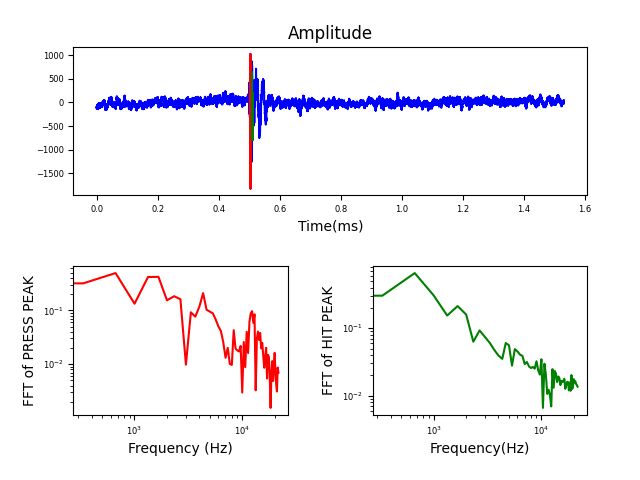 Amplitude
1000
500
0
−500
−1000
−1500
0.0 0.2 0.4 0.6 0.8 1.0 1.2 1.4 1.6
Time(ms)
FFT of PRESS PEAK
10⁻¹
10⁻²
10³ 10⁴
Frequency (Hz)
FFT of HIT PEAK
10⁻¹
10⁻²
10³ 10⁴
Frequency(Hz)